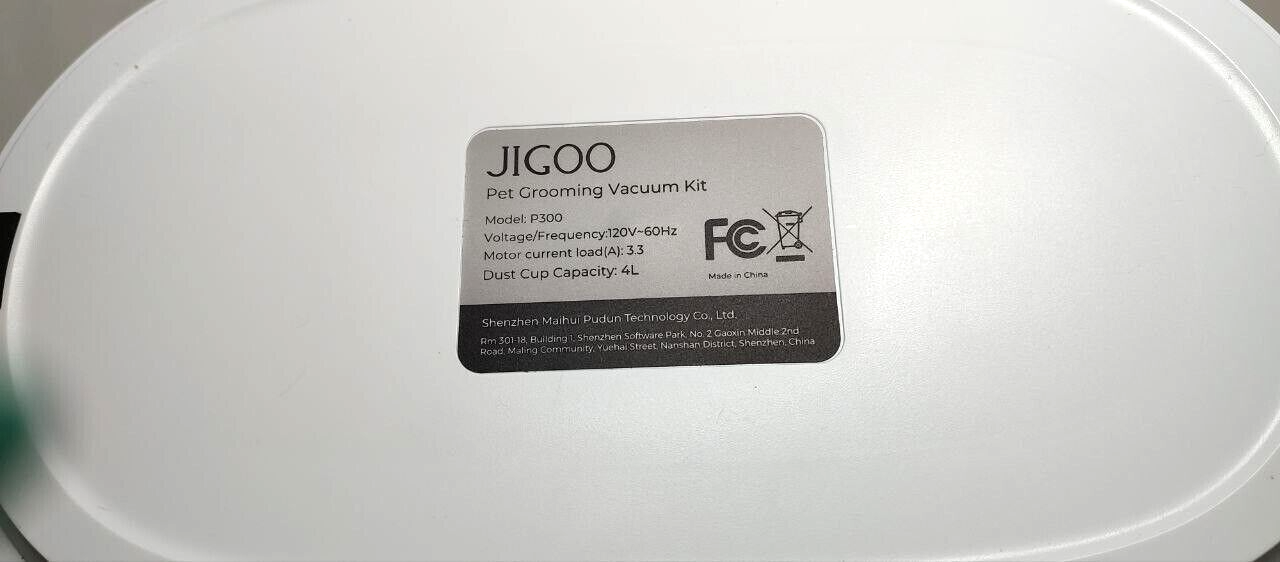 JIGOO
Pet Grooming Vacuum Kit
Model: P300
Voltage/Frequency:120V~60Hz
Motor current load(A): 3.3
Dust Cup Capacity: 4L
FC
Made in China
Shenzhen Maihui Pudun Technology Co., Ltd.
Rm 301-18, Building 1, Shenzhen Software Park, No. 2 Gaoxin Middle 2nd
Road, Maling Community, Yuehai Street, Nanshan District, Shenzhen, China